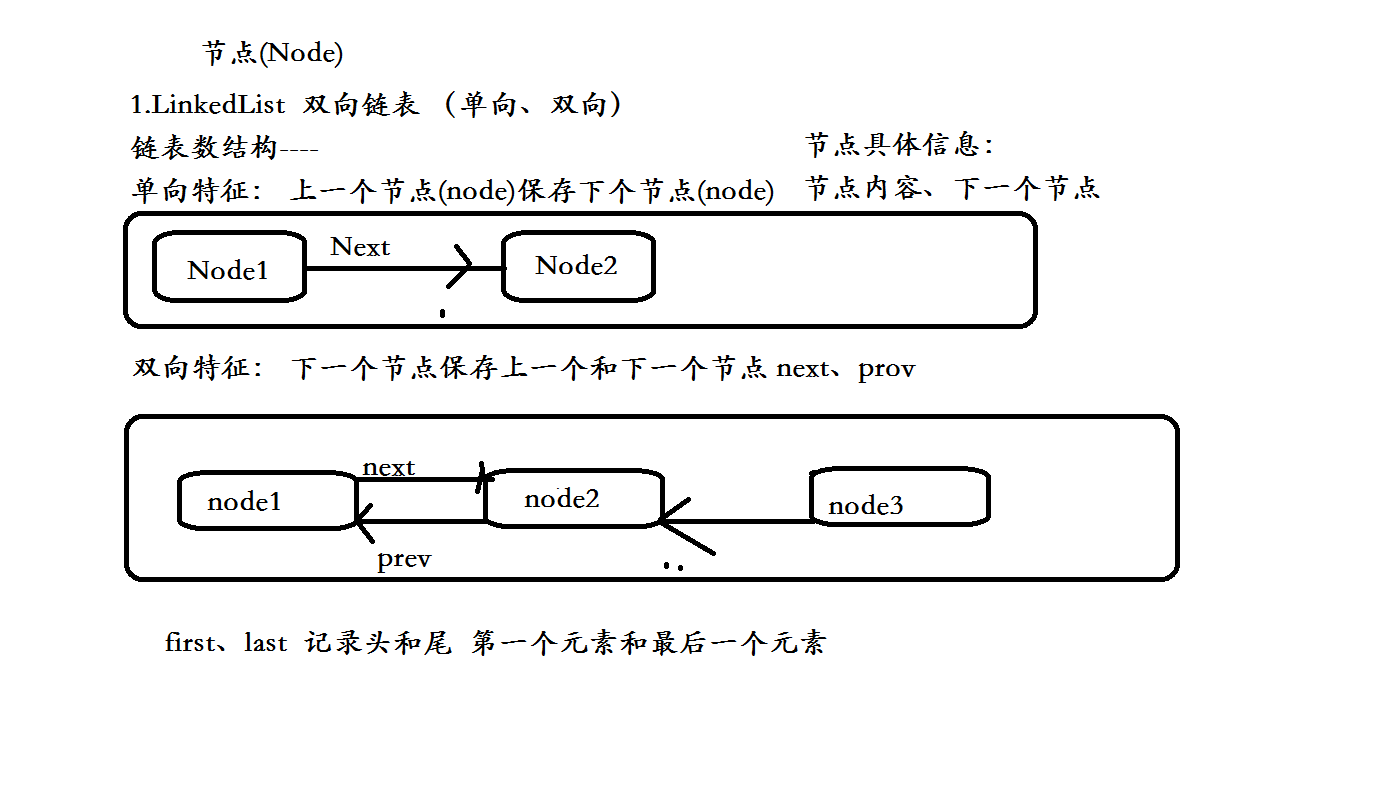 节点(Node)
1.LinkedList 双向链表 （单向、双向）
链表数结构----
节点具体信息：
单向特征： 上一个节点(node)保存下个节点(node)
节点内容、下一个节点
Next
Node1
Node2
双向特征： 下一个节点保存上一个和下一个节点 next、prov
next
node1
node2
node3
prev
first、last 记录头和尾 第一个元素和最后一个元素